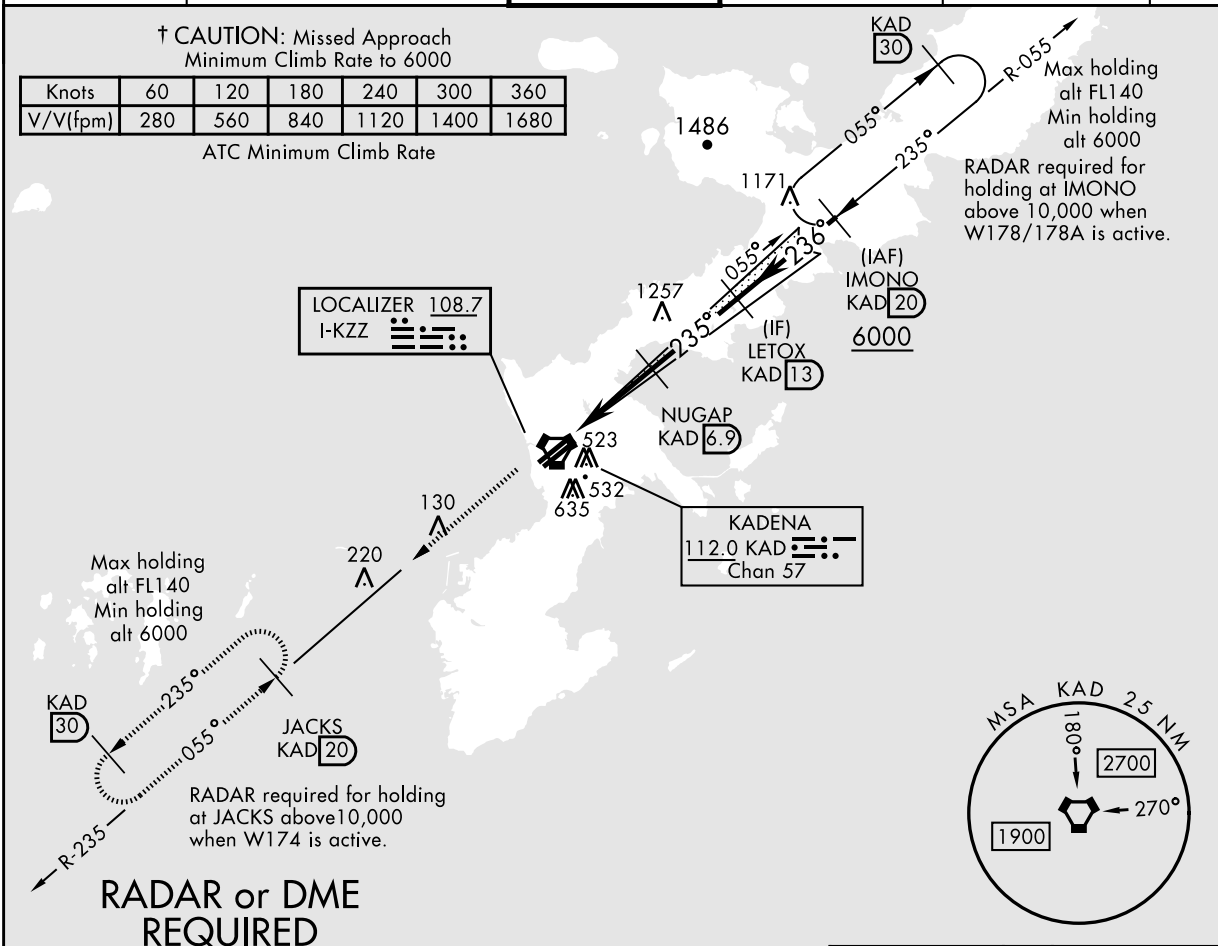 † CAUTION: Missed Approach
Minimum Climb Rate to 6000
Knots 60 120 180 240 300 360
V/V(fpm) 280 560 840 1120 1400 1680
ATC Minimum Climb Rate
KAD
30
R-055
Max holding
alt FL140
Min holding
alt 6000
RADAR required for
holding at IMONO
above 10,000 when
W178/178A is active.
055°
235°
1486
1171
236°
055°
(IAF)
IMONO
KAD 20
6000
1257
LOCALIZER 108.7
I-KZZ
235°
(IF)
LETOX
KAD 13
NUGAP
KAD 6.9
523
532
635
KADENA
112.0 KAD
Chan 57
130
220
Max holding
alt FL140
Min holding
alt 6000
235°
055°
KAD
30
JACKS
KAD 20
RADAR required for holding
at JACKS above10,000
when W174 is active.
R-235
RADAR or DME
REQUIRED
MSA KAD 25 NM
180°
2700
270°
1900